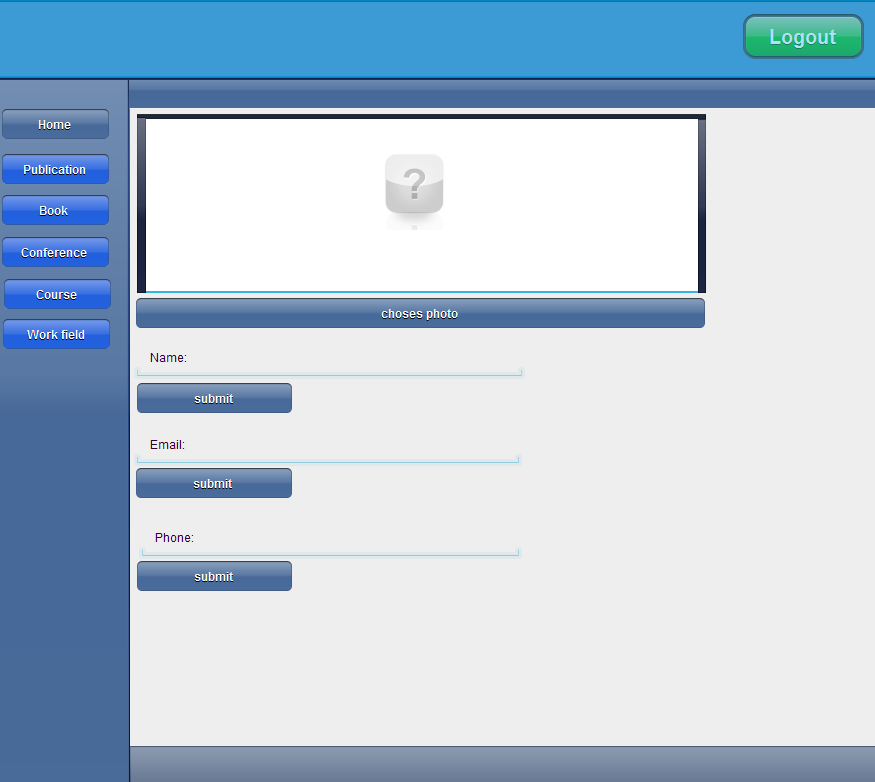 Logout
Home
Publication
Book
Conference
Course
Work field
?
choses photo
Name:
submit
Email:
submit
Phone:
submit